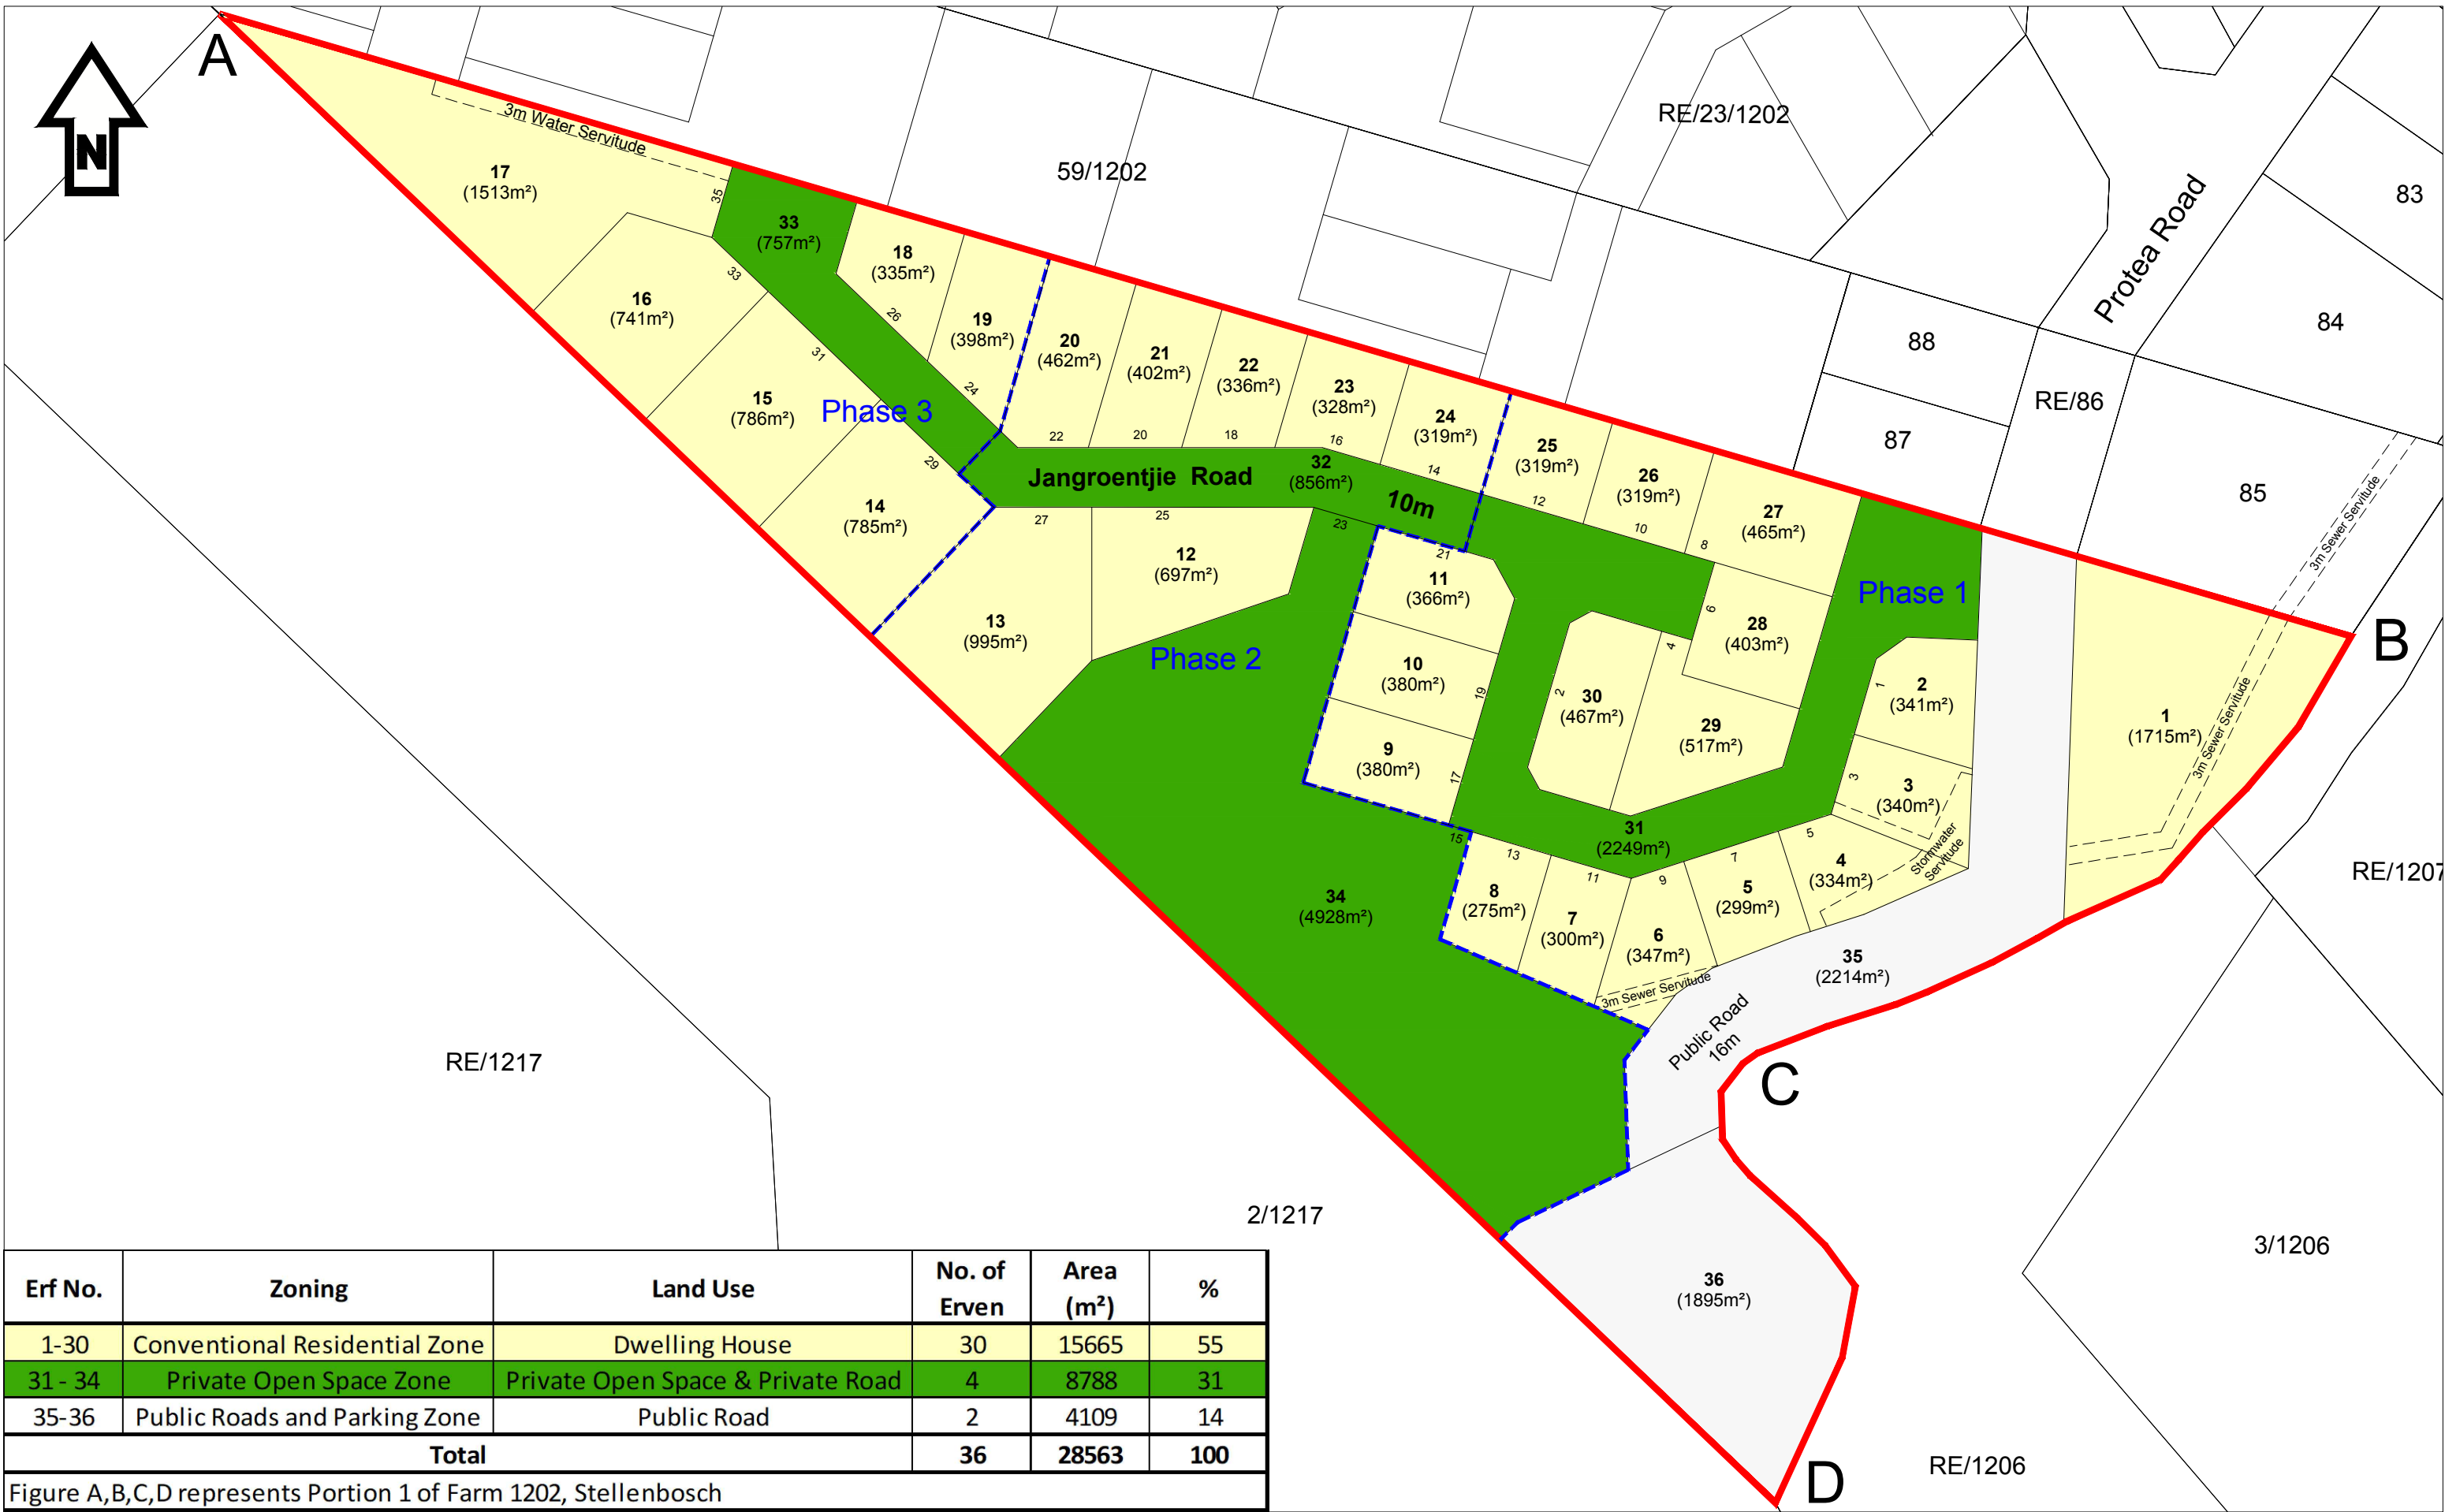 A
N
3m Water Servitude
17
(1513m²)
35
33
(757m²)
18
(335m²)
59/1202
RE/23/1202
Protea Road
83
84
88
87
RE/86
85
3m Sewer Servitude
16
(741m²)
33
31
26
24
19
(398m²)
20
(462m²)
21
(402m²)
22
(336m²)
23
(328m²)
24
(319m²)
25
(319m²)
26
(319m²)
27
(465m²)
15
(786m²)
Phase 3
29
22
20
18
16
14
12
10
8
Jangroentjie Road
32
(856m²)
10m
14
(785m²)
27
25
23
21
13
(995m²)
12
(697m²)
Phase 2
11
(366m²)
10
(380m²)
19
9
(380m²)
17
15
6
4
2
28
(403m²)
30
(467m²)
29
(517m²)
Phase 1
1
2
(341m²)
3
3
(340m²)
Stormwater
Servitude
B
1
(1715m²)
3m Sewer Servitude
31
(2249m²)
13
11
9
7
5
4
(334m²)
5
(299m²)
6
(347m²)
7
(300m²)
8
(275m²)
3m Sewer Servitude
34
(4928m²)
35
(2214m²)
Public Road
16m
C
RE/1207
RE/1217
2/1217
3/1206
36
(1895m²)
RE/1206
D
Erf No. Zoning Land Use No. of Erven Area (m²) %
1-30 Conventional Residential Zone Dwelling House 30 15665 55
31 - 34 Private Open Space Zone Private Open Space & Private Road 4 8788 31
35-36 Public Roads and Parking Zone Public Road 2 4109 14
Total 36 28563 100
Figure A,B,C,D represents Portion 1 of Farm 1202, Stellenbosch